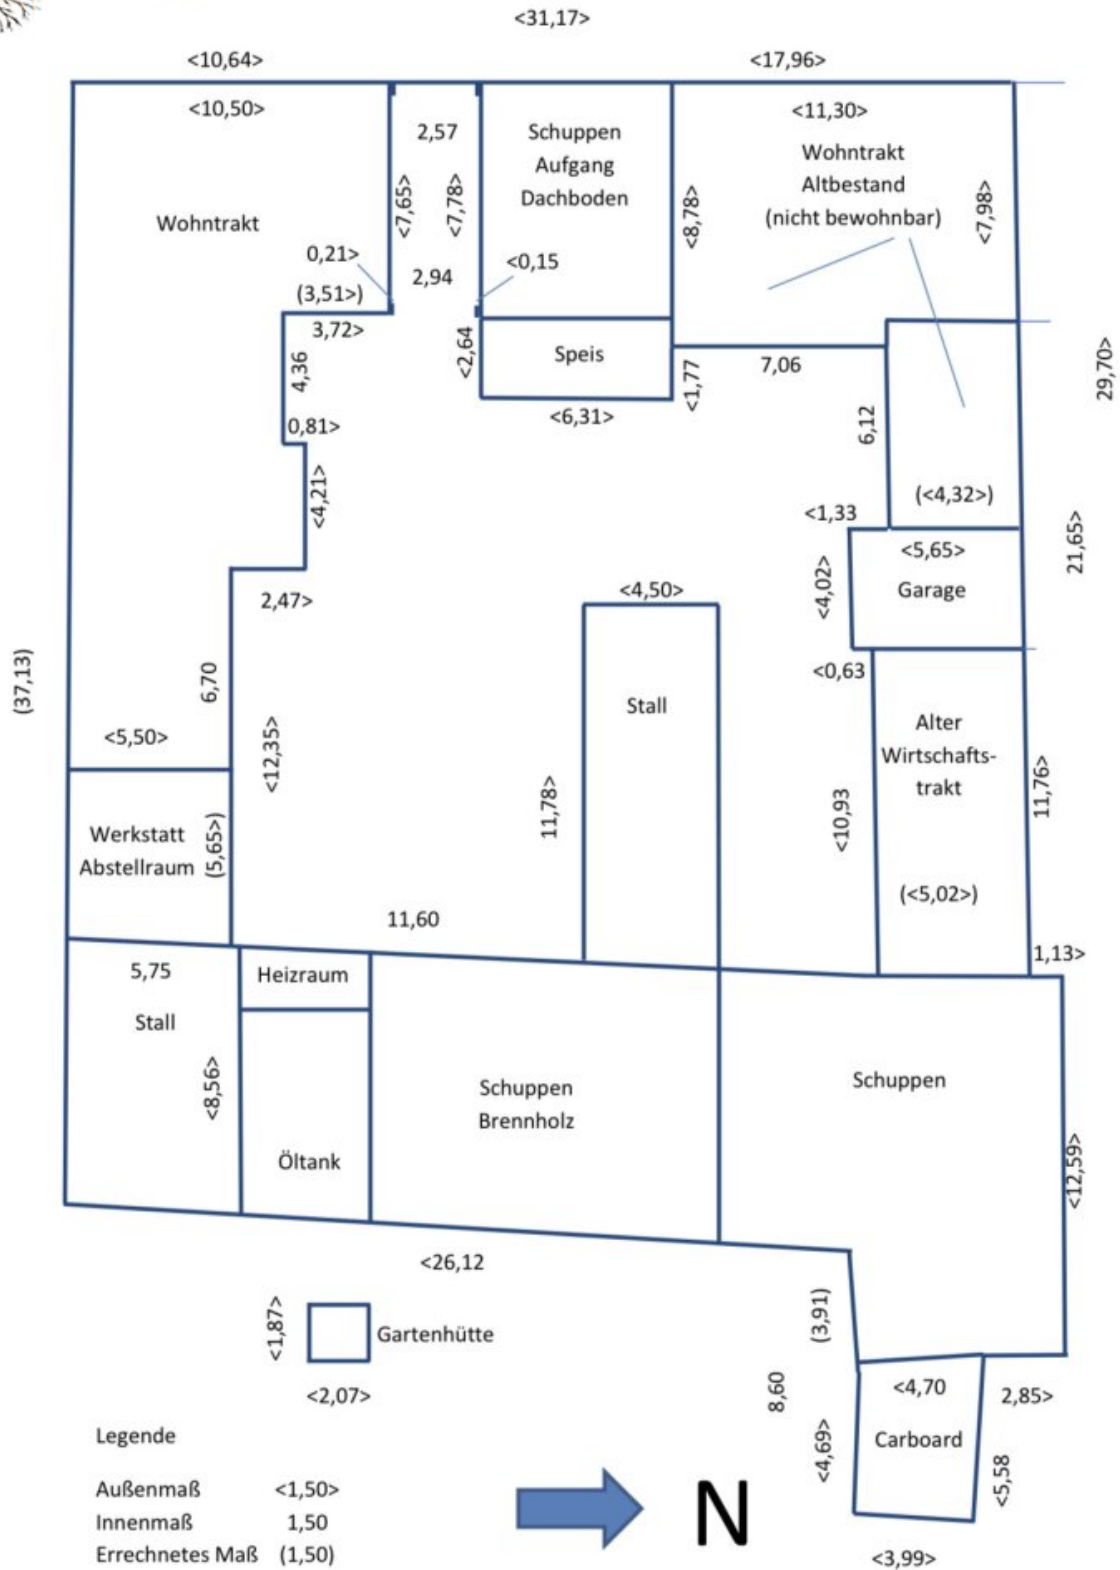 <31,17>
<10,64>
<17,96>
<10,50>
<11,30>
2,57
Schuppen
Aufgang
Dachboden
Wohntrakt
Altbestand
(nicht bewohnbar)
Wohntrakt
<7,65>
<7,78>
<8,78>
<7,98>
0,21>
<0,15
2,94
(3,51>)
3,72>
4,36
<2,64
Speis
<1,77
7,06
29,70>
<6,31>
0,81>
6,12
<4,21>
(<4,32>)
<1,33
21,65>
<5,65>
Garage
<4,02>
<4,50>
2,47>
(37,13)
6,70
<0,63
Stall
Alter
Wirtschafts-
trakt
<5,50>
<12,35>
11,78>
<10,93
11,76>
Werkstatt
Abstellraum
(5,65>)
(<5,02>)
11,60
1,13>
5,75
Heizraum
Stall
<8,56>
Schuppen
Brennholz
Schuppen
Öltank
<12,59>
<26,12
<1,87>
Gartenhütte
(3,91)
<2,07>
8,60
<4,70
2,85>
Carboard
<4,69>
<5,58
Legende
Außenmaß <1,50>
Innenmaß 1,50
Errechnetes Maß (1,50)
N
<3,99>